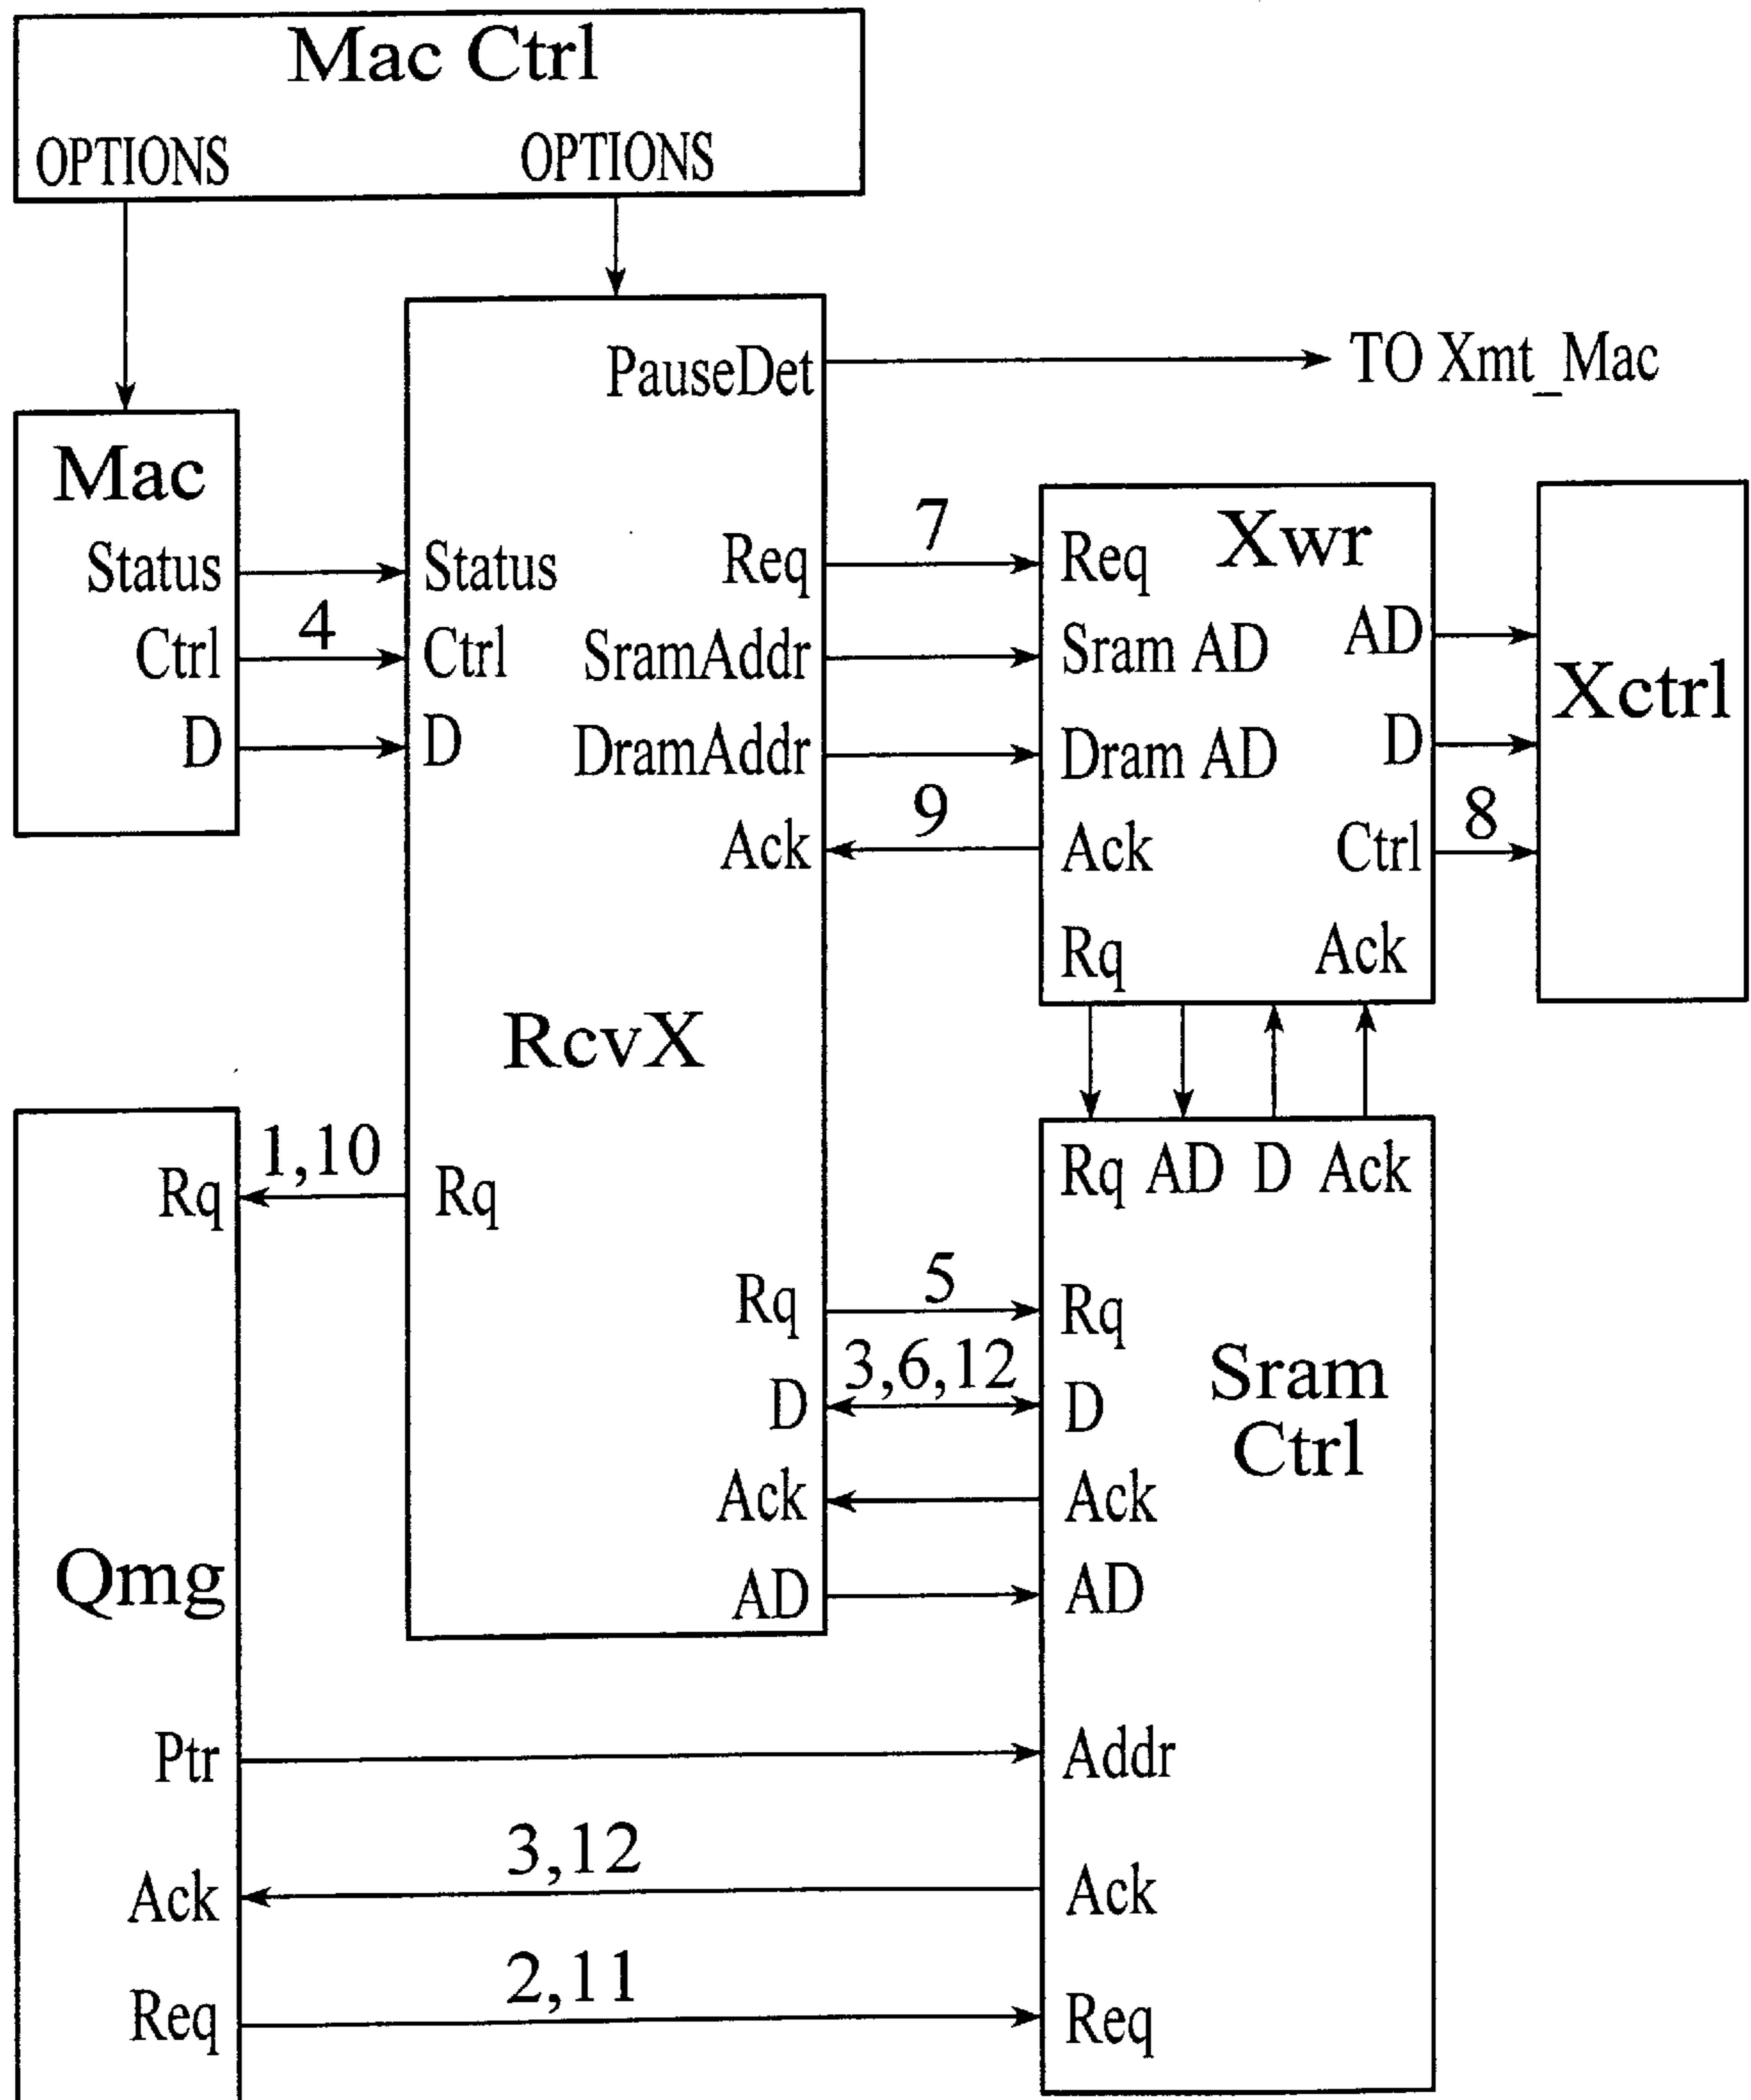 Mac Ctrl
OPTIONS OPTIONS
PauseDet TO Xmt_Mac
Mac
Status Status
4
Ctrl Ctrl
D D
7
Req Req
Xwr
SramAddr Sram AD AD
Xctrl
DramAddr Dram AD D
9 8
Ack Ack Ctrl
Rq Ack
RcvX
1,10
Rq Rq
Rq AD D Ack
5
Rq Rq
3,6,12
D D
Sram
Ctrl
Ack Ack
Qmg
AD AD
Ptr Addr
3,12
Ack Ack
2,11
Req Req